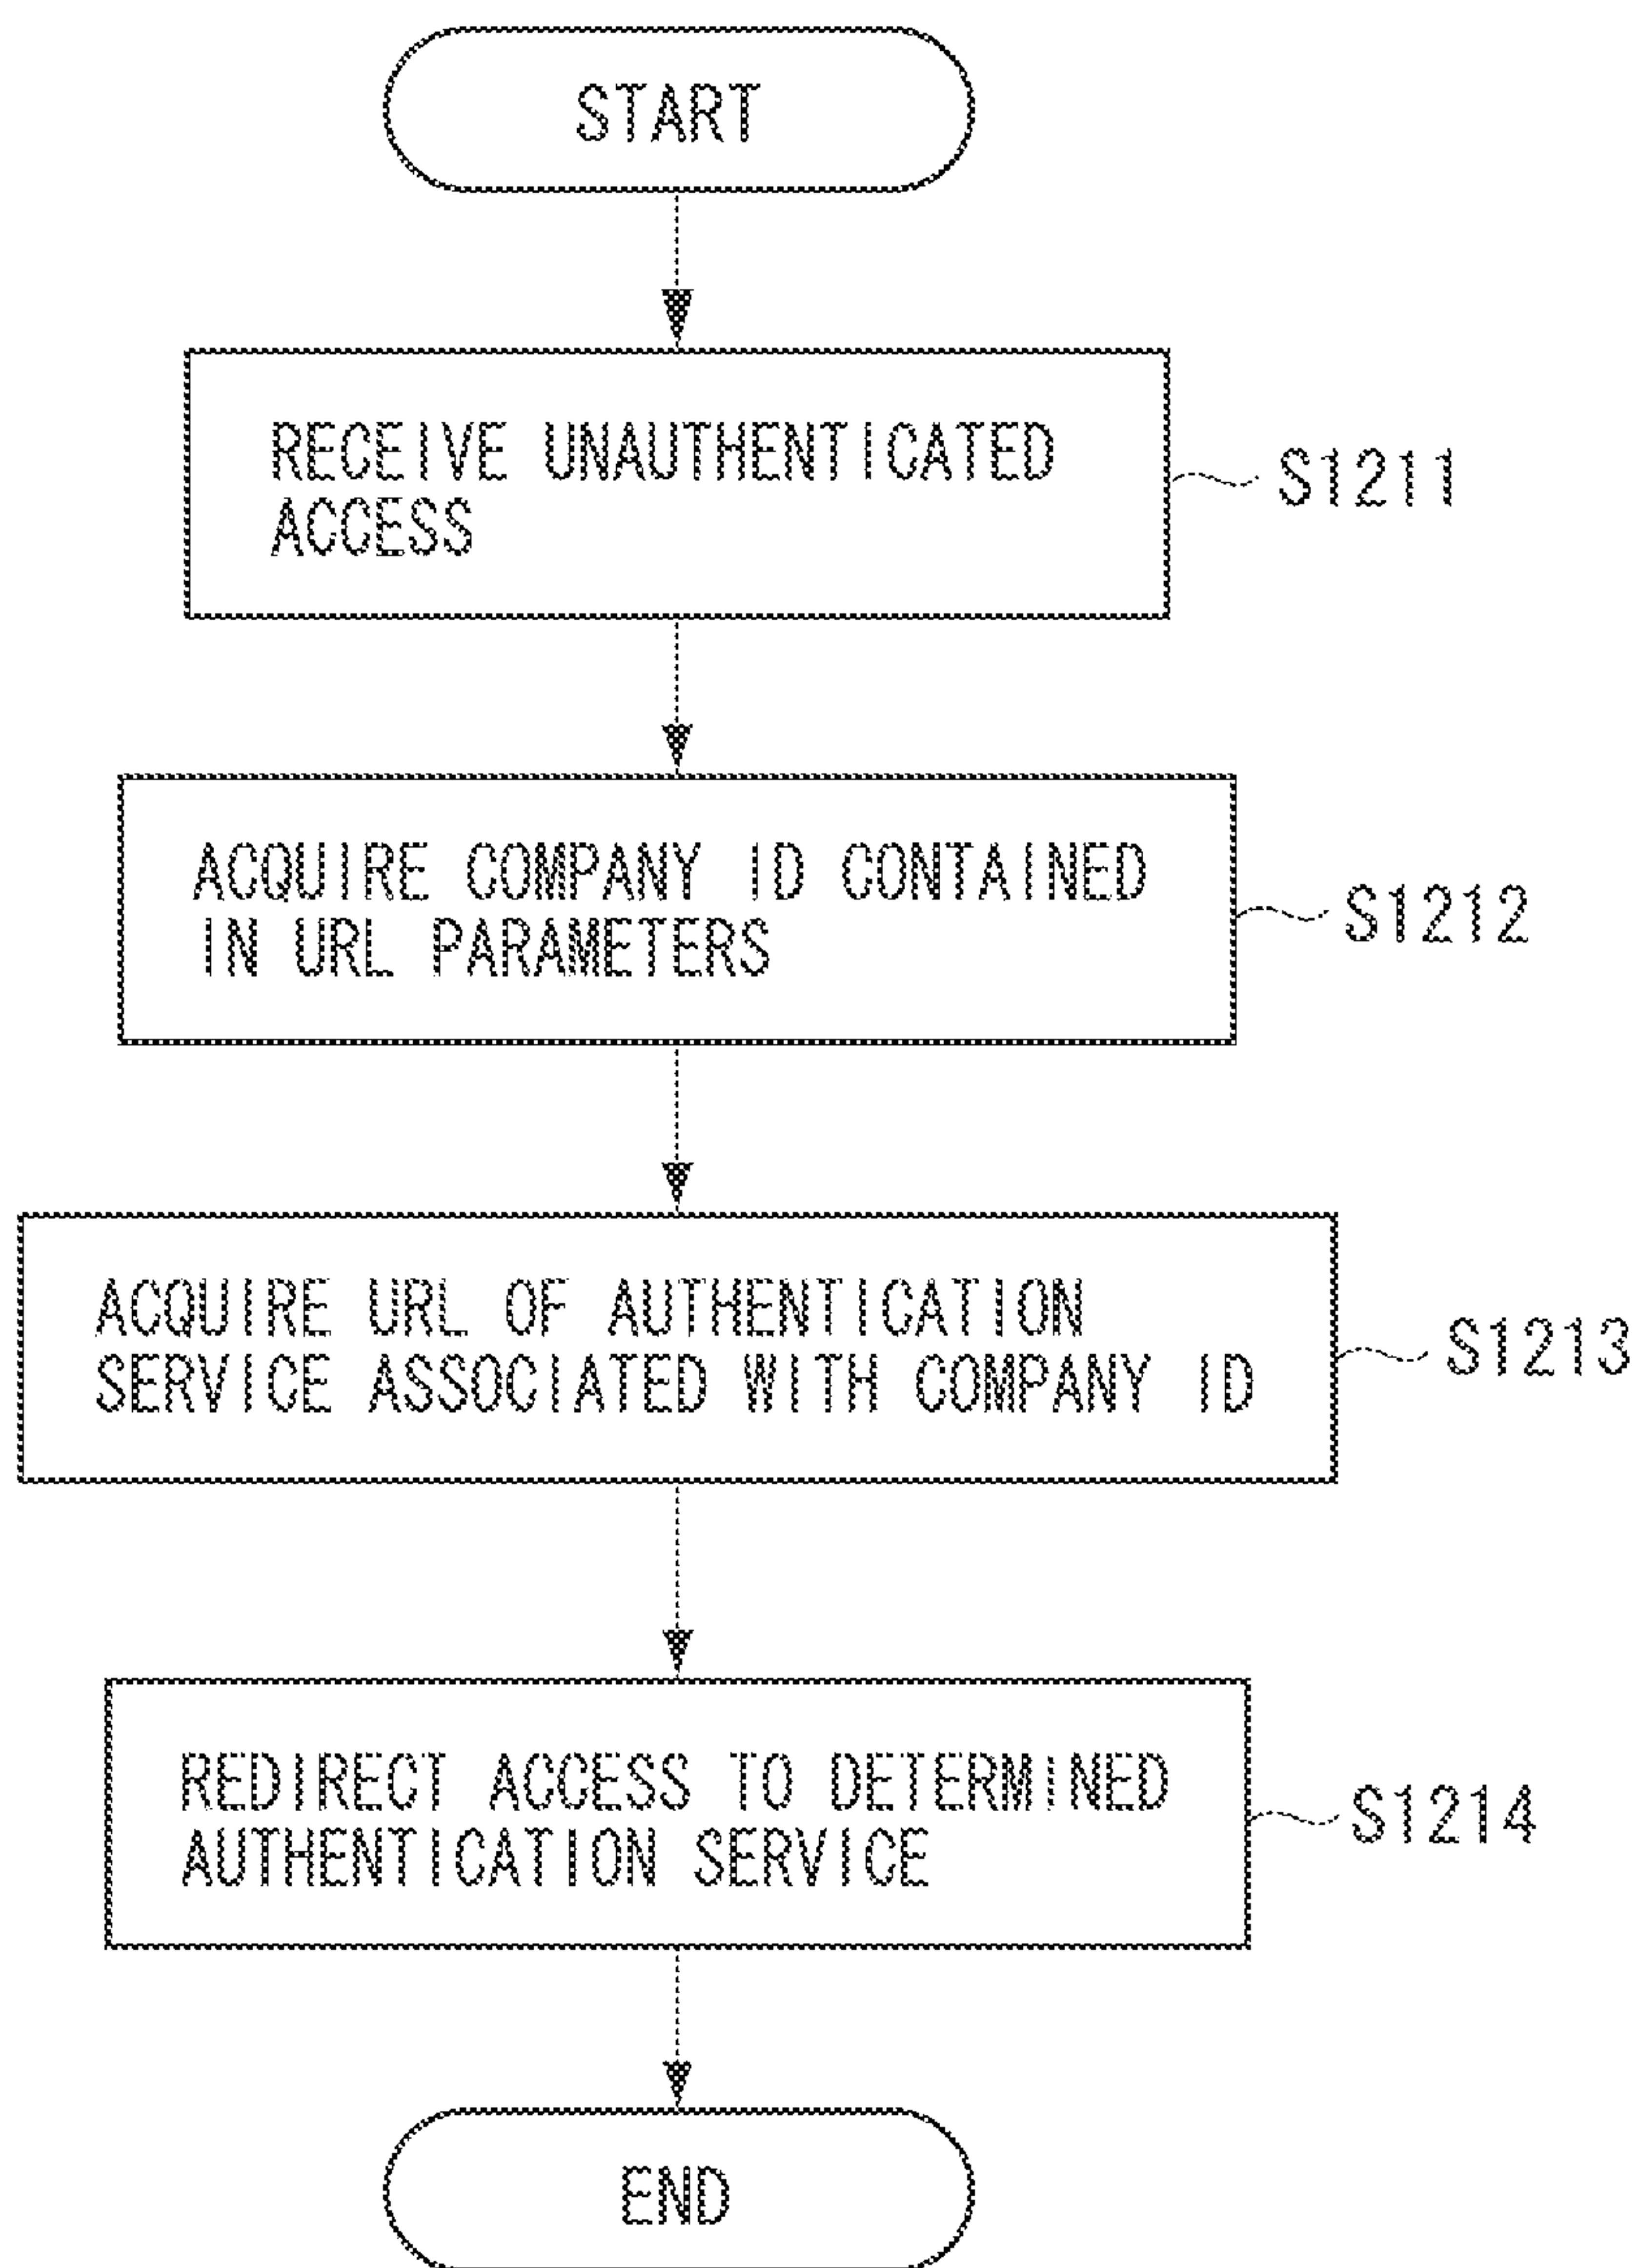 START
RECEIVE UNAUTHENTICATED
ACCESS
S1211
ACQUIRE COMPANY ID CONTAINED
IN URL PARAMETERS
S1212
ACQUIRE URL OF AUTHENTICATION
SERVICE ASSOCIATED WITH COMPANY ID
S1213
REDIRECT ACCESS TO DETERMINED
AUTHENTICATION SERVICE
S1214
END